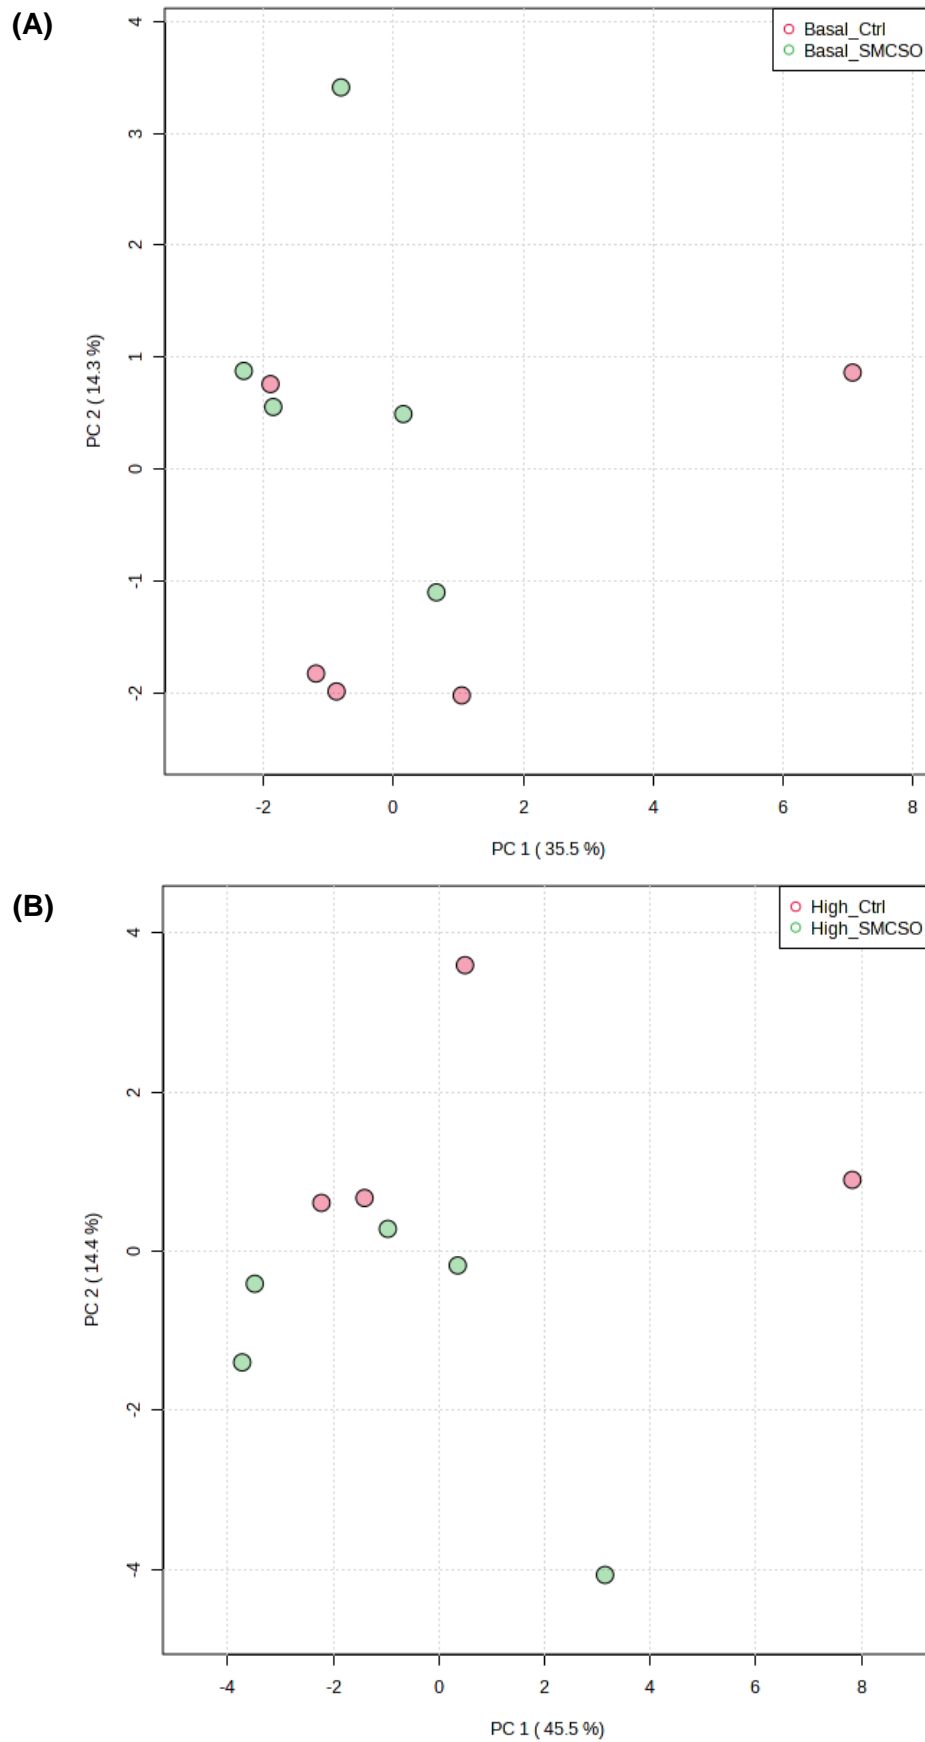 (A)
Basal_Ctrl
Basal_SMCSO
4
3
2
1
0
-1
-2
PC 2 ( 14.3 %)
-2 0 2 4 6 8
PC 1 ( 35.5 %)
(B)
High_Ctrl
High_SMCSO
4
2
0
-2
-4
PC 2 ( 14.4 %)
-4 -2 0 2 4 6 8
PC 1 ( 45.5 %)